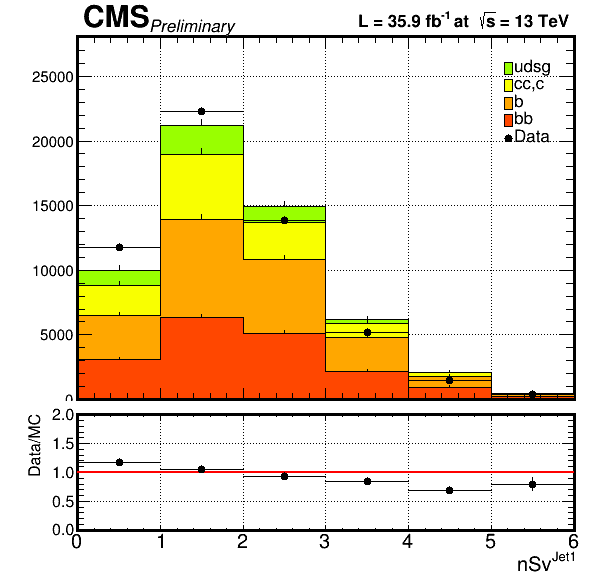 CMS Preliminary L = 35.9 fb⁻¹ at √s = 13 TeV
25000
20000
15000
10000
5000
0
udsg
cc,c
b
bb
Data
Data/MC
2.0
1.5
1.0
0.5
0.0
0 1 2 3 4 5 6
nSv^Jet1